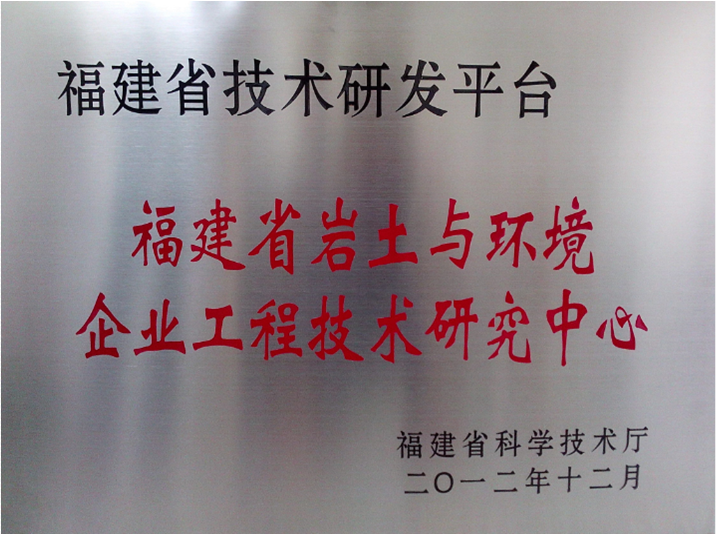 福建省技术研发平台
福建省岩土与环境
企业工程技术研究中心
福建省科学技术厅
二〇一二年十二月